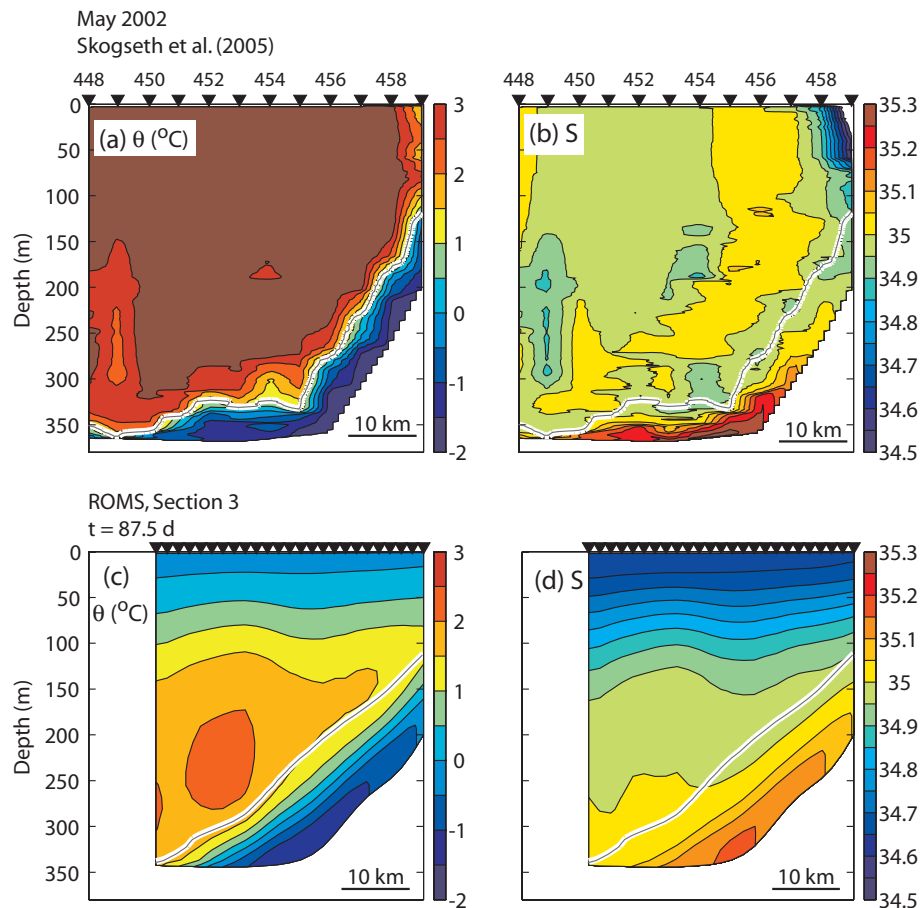 May 2002
Skogseth et al. (2005)
448 450 452 454 456 458
448 450 452 454 456 458
0
50
100
150
200
250
300
350
Depth (m)
(a) θ (°C)
10 km
3
2
1
0
-1
-2
(b) S
10 km
35.3
35.2
35.1
35
34.9
34.8
34.7
34.6
34.5
ROMS, Section 3
t = 87.5 d
0
50
100
150
200
250
300
350
Depth (m)
(c)
θ (°C)
10 km
3
2
1
0
-1
-2
(d) S
10 km
35.3
35.2
35.1
35
34.9
34.8
34.7
34.6
34.5